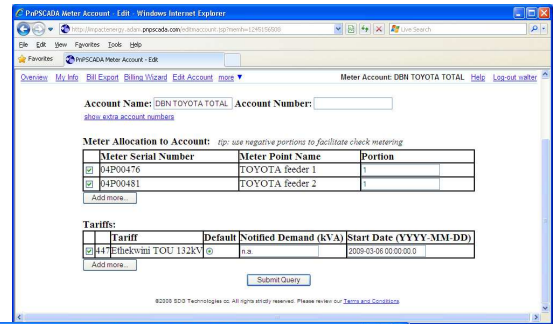 PnPSCADA Meter Account - Edit - Windows Internet Explorer
http://impactenergy.adam.pnpscada.com/editmaccount.jsp?memh=1245156508
Live Search
File Edit View Favorites Tools Help
Favorites PnPSCADA Meter Account - Edit
Overview My Info Bill Export Billing Wizard Edit Account more ▼ Meter Account: DBN TOYOTA TOTAL Help Log-out walter
Account Name: DBN TOYOTA TOTAL Account Number:
show extra account numbers
Meter Allocation to Account: tip: use negative portions to facilitate check metering
Meter Serial Number Meter Point Name Portion
04P00476 TOYOTA feeder 1 1
04P00481 TOYOTA feeder 2 1
Add more...
Tariffs:
Tariff Default Notified Demand (kVA) Start Date (YYYY-MM-DD)
447 Ethekwini TOU 132kV n.a. 2009-03-06 00:00:00.0
Add more...
Submit Query
©2009 SDG Technologies cc. All rights strictly reserved. Please review our Terms and Conditions.